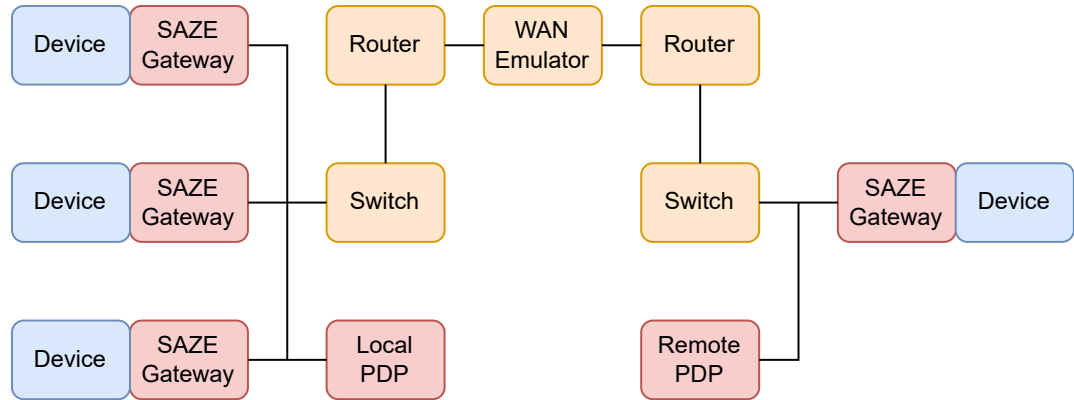 Device
SAZE
Gateway
Router
WAN
Emulator
Router
Device
SAZE
Gateway
Switch
Switch
SAZE
Gateway
Device
Device
SAZE
Gateway
Local
PDP
Remote
PDP